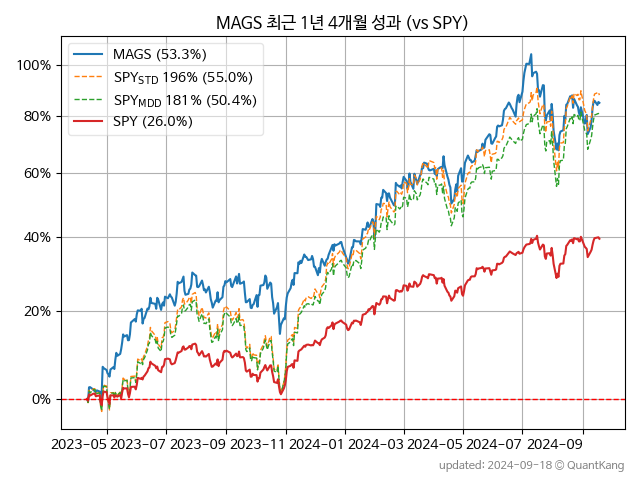 MAGS 최근 1년 4개월 성과 (vs SPY)
MAGS (53.3%)
SPY_STD 196% (55.0%)
SPY_MDD 181% (50.4%)
SPY (26.0%)
100%
80%
60%
40%
20%
0%
2023-05 2023-07 2023-09 2023-11 2024-01 2024-03 2024-05 2024-07 2024-09
updated: 2024-09-18 © QuantKang